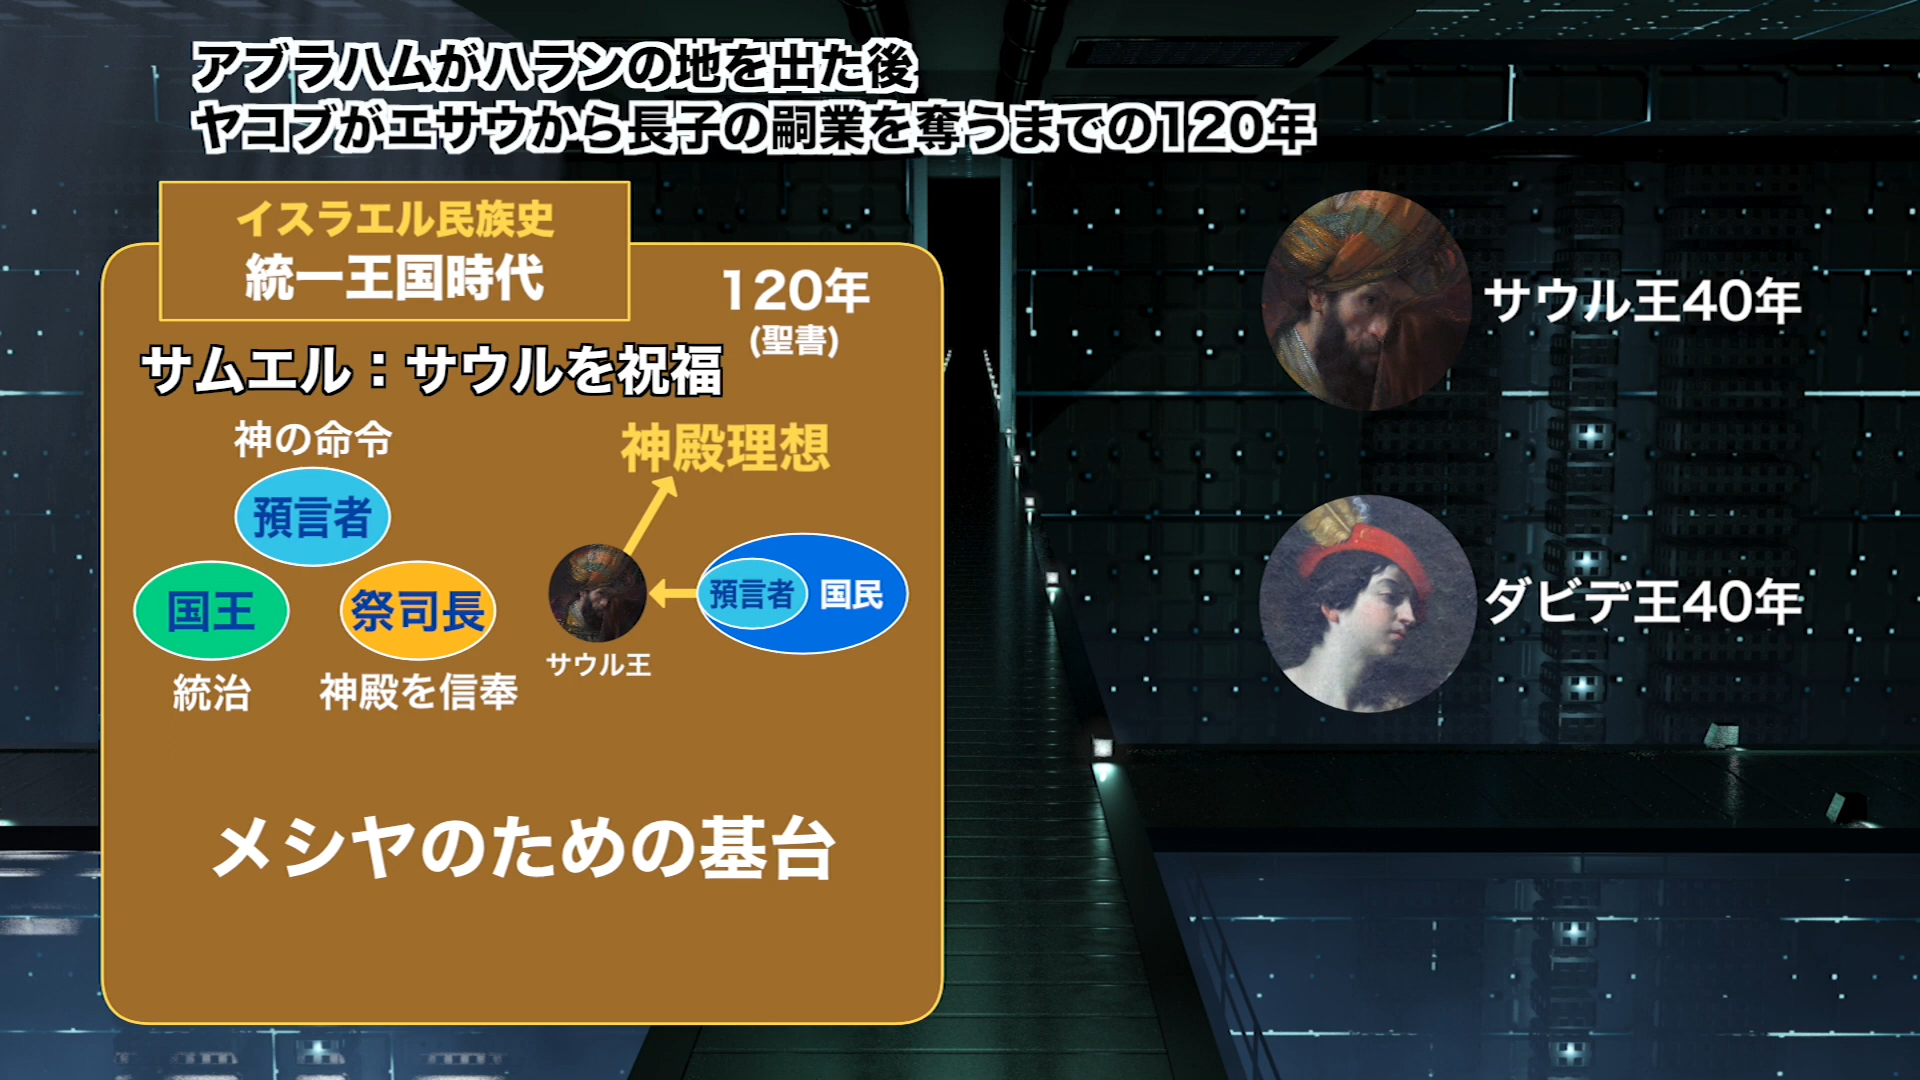 アブラハムがハランの地を出た後
ヤコブがエサウから長子の嗣業を奪うまでの120年
イスラエル民族史
統一王国時代
120年
(聖書)
サムエル：サウルを祝福
神の命令
預言者
国王
祭司長
統治
神殿を信奉
神殿理想
サウル王
預言者
国民
メシヤのための基台
サウル王40年
ダビデ王40年